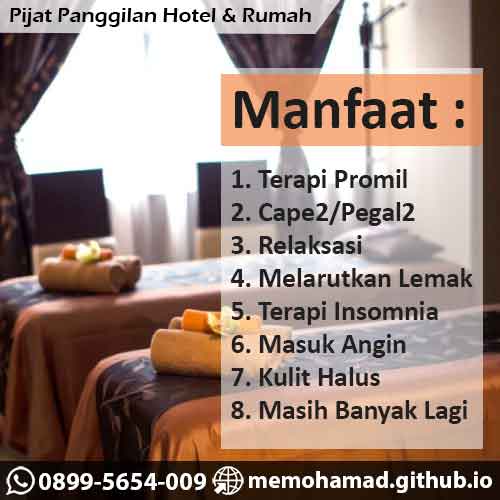 Pijat Panggilan Hotel & Rumah
Manfaat :
1. Terapi Promil
2. Cape2/Pegal2
3. Relaksasi
4. Melarutkan Lemak
5. Terapi Insomnia
6. Masuk Angin
7. Kulit Halus
8. Masih Banyak Lagi
0899-5654-009 memohamad.github.io